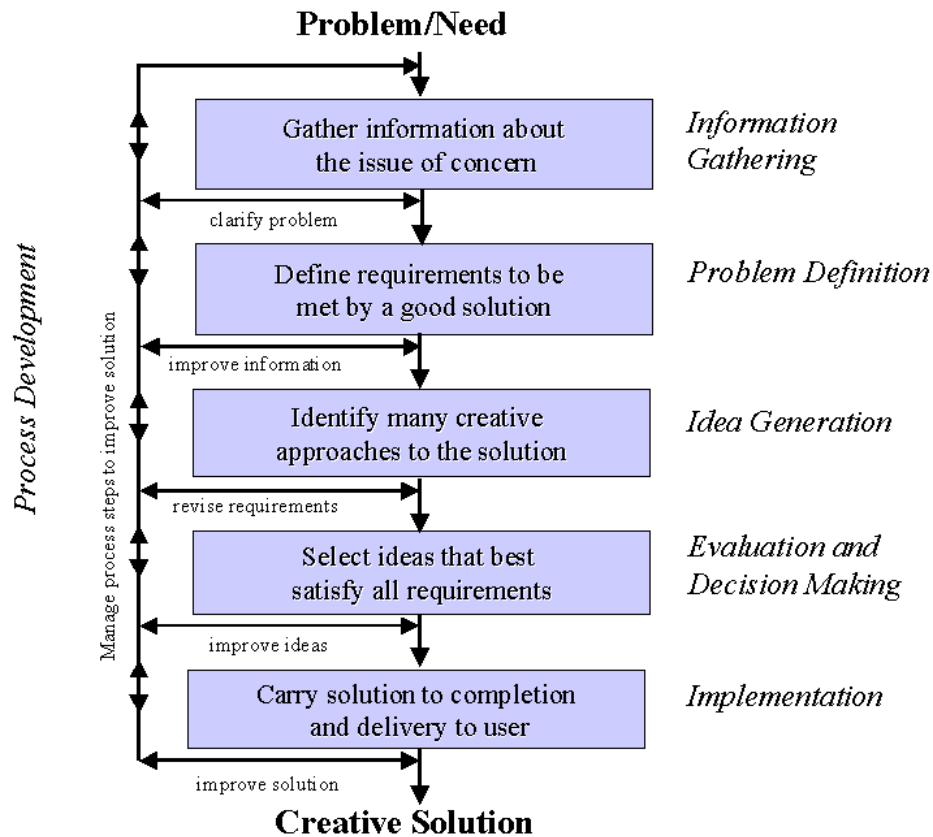 Problem/Need
Gather information about
the issue of concern
Information
Gathering
clarify problem
Define requirements to be
met by a good solution
Problem Definition
improve information
Identify many creative
approaches to the solution
Idea Generation
revise requirements
Select ideas that best
satisfy all requirements
Evaluation and
Decision Making
improve ideas
Carry solution to completion
and delivery to user
Implementation
improve solution
Creative Solution
Process Development
Manage process steps to improve solution